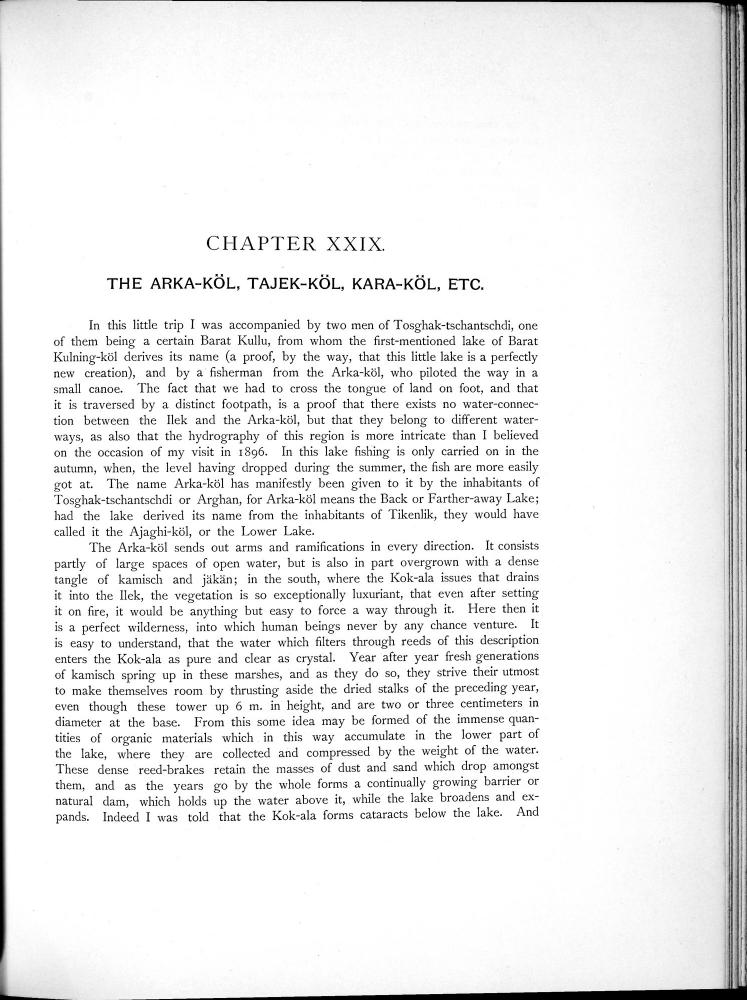 CHAPTER XXIX.
THE ARKA-KÖL, TAJEK-KÖL, KARA-KÖL, ETC.
In this little trip I was accompanied by two men of Tosghak-tschantschdi, one
of them being a certain Barat Kullu, from whom the first-mentioned lake of Barat
Kulning-köl derives its name (a proof, by the way, that this little lake is a perfectly
new creation), and by a fisherman from the Arka-köl, who piloted the way in a
small canoe. The fact that we had to cross the tongue of land on foot, and that
it is traversed by a distinct footpath, is a proof that there exists no water-connec-
tion between the Ilek and the Arka-köl, but that they belong to different water-
ways, as also that the hydrography of this region is more intricate than I believed
on the occasion of my visit in 1896. In this lake fishing is only carried on in the
autumn, when, the level having dropped during the summer, the fish are more easily
got at. The name Arka-köl has manifestly been given to it by the inhabitants of
Tosghak-tschantschdi or Arghan, for Arka-köl means the Back or Farther-away Lake;
had the lake derived its name from the inhabitants of Tikenlik, they would have
called it the Ajaghi-köl, or the Lower Lake.
The Arka-köl sends out arms and ramifications in every direction. It consists
partly of large spaces of open water, but is also in part overgrown with a dense
tangle of kamisch and jäkän; in the south, where the Kok-ala issues that drains
it into the Ilek, the vegetation is so exceptionally luxuriant, that even after setting
it on fire, it would be anything but easy to force a way through it. Here then it
is a perfect wilderness, into which human beings never by any chance venture. It
is easy to understand, that the water which filters through reeds of this description
enters the Kok-ala as pure and clear as crystal. Year after year fresh generations
of kamisch spring up in these marshes, and as they do so, they strive their utmost
to make themselves room by thrusting aside the dried stalks of the preceding year,
even though these tower up 6 m. in height, and are two or three centimeters in
diameter at the base. From this some idea may be formed of the immense quan-
tities of organic materials which in this way accumulate in the lower part of
the lake, where they are collected and compressed by the weight of the water.
These dense reed-brakes retain the masses of dust and sand which drop amongst
them, and as the years go by the whole forms a continually growing barrier or
natural dam, which holds up the water above it, while the lake broadens and ex-
pands. Indeed I was told that the Kok-ala forms cataracts below the lake. And